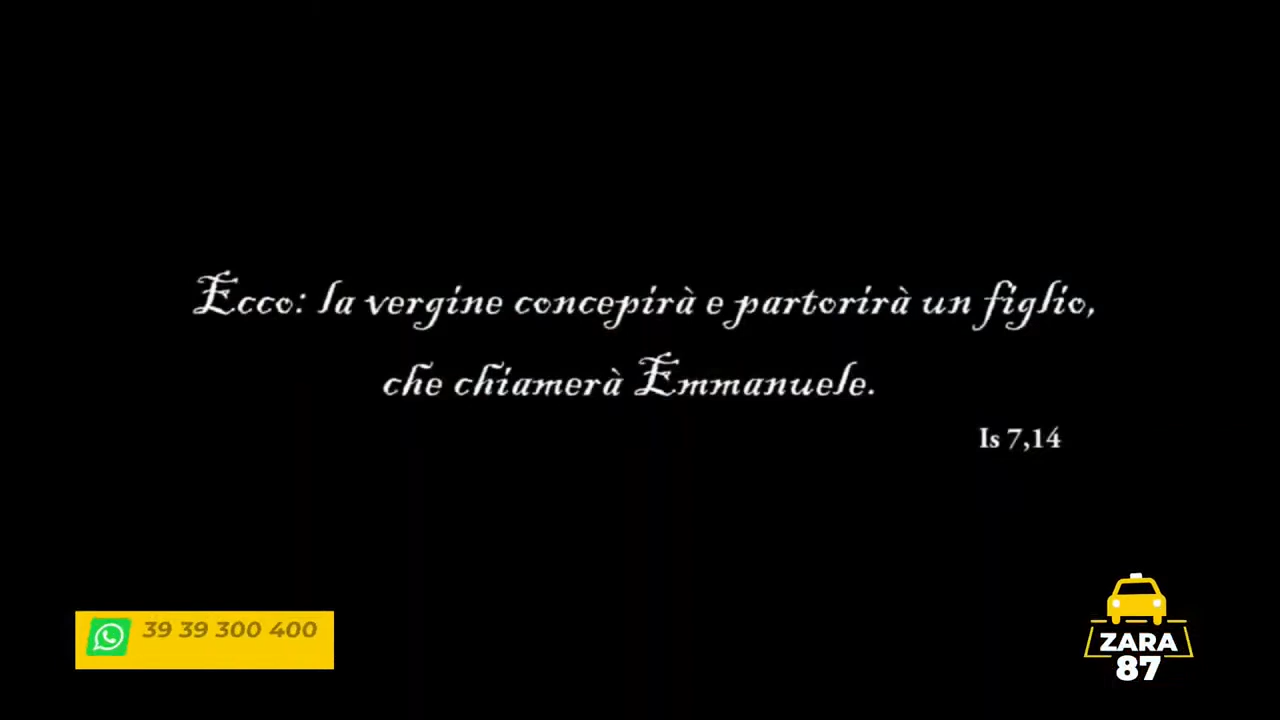 Ecco: la vergine concepirà e partorirà un figlio,
che chiamerà Emmanuele.
Is 7,14
39 39 300 400
ZARA
87